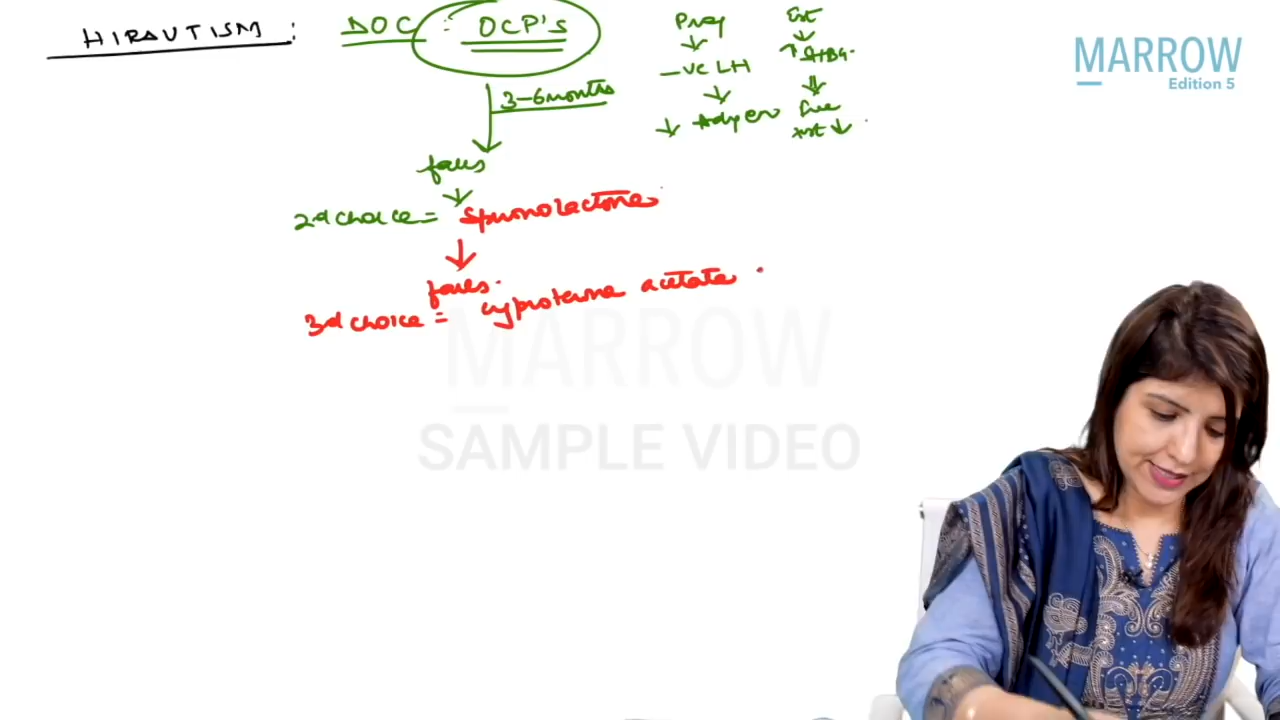 HIRSUTISM :
DOC : OCP'S
Prog
Est
-ve LH
↑ SHBG.
3-6 months
↓ Androgen
Free
test ↓
fails
2nd choice = Spironolactone
fails.
3rd choice = cyproterone acetate
MARROW
Edition 5
MARROW
SAMPLE VIDEO